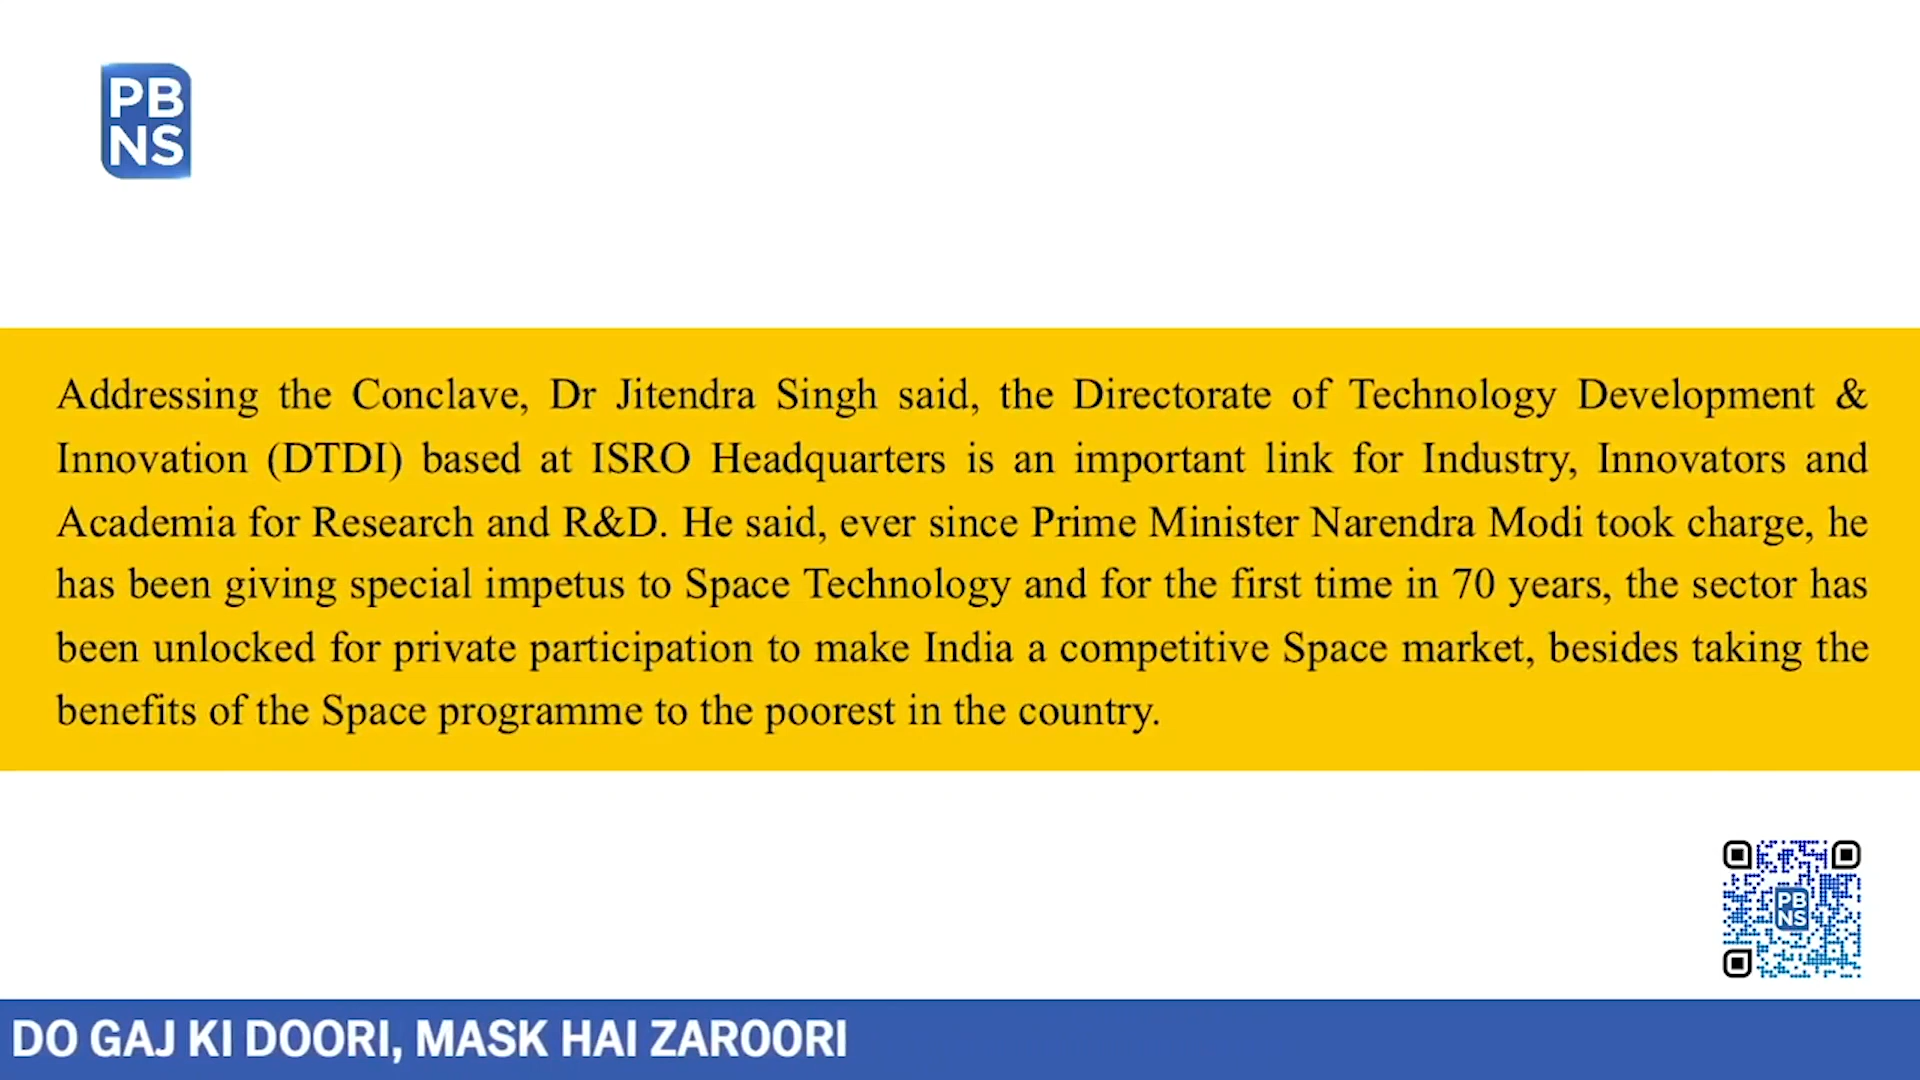 PB
NS
Addressing the Conclave, Dr Jitendra Singh said, the Directorate of Technology Development &
Innovation (DTDI) based at ISRO Headquarters is an important link for Industry, Innovators and
Academia for Research and R&D. He said, ever since Prime Minister Narendra Modi took charge, he
has been giving special impetus to Space Technology and for the first time in 70 years, the sector has
been unlocked for private participation to make India a competitive Space market, besides taking the
benefits of the Space programme to the poorest in the country.
PB
NS
DO GAJ KI DOORI, MASK HAI ZAROORI